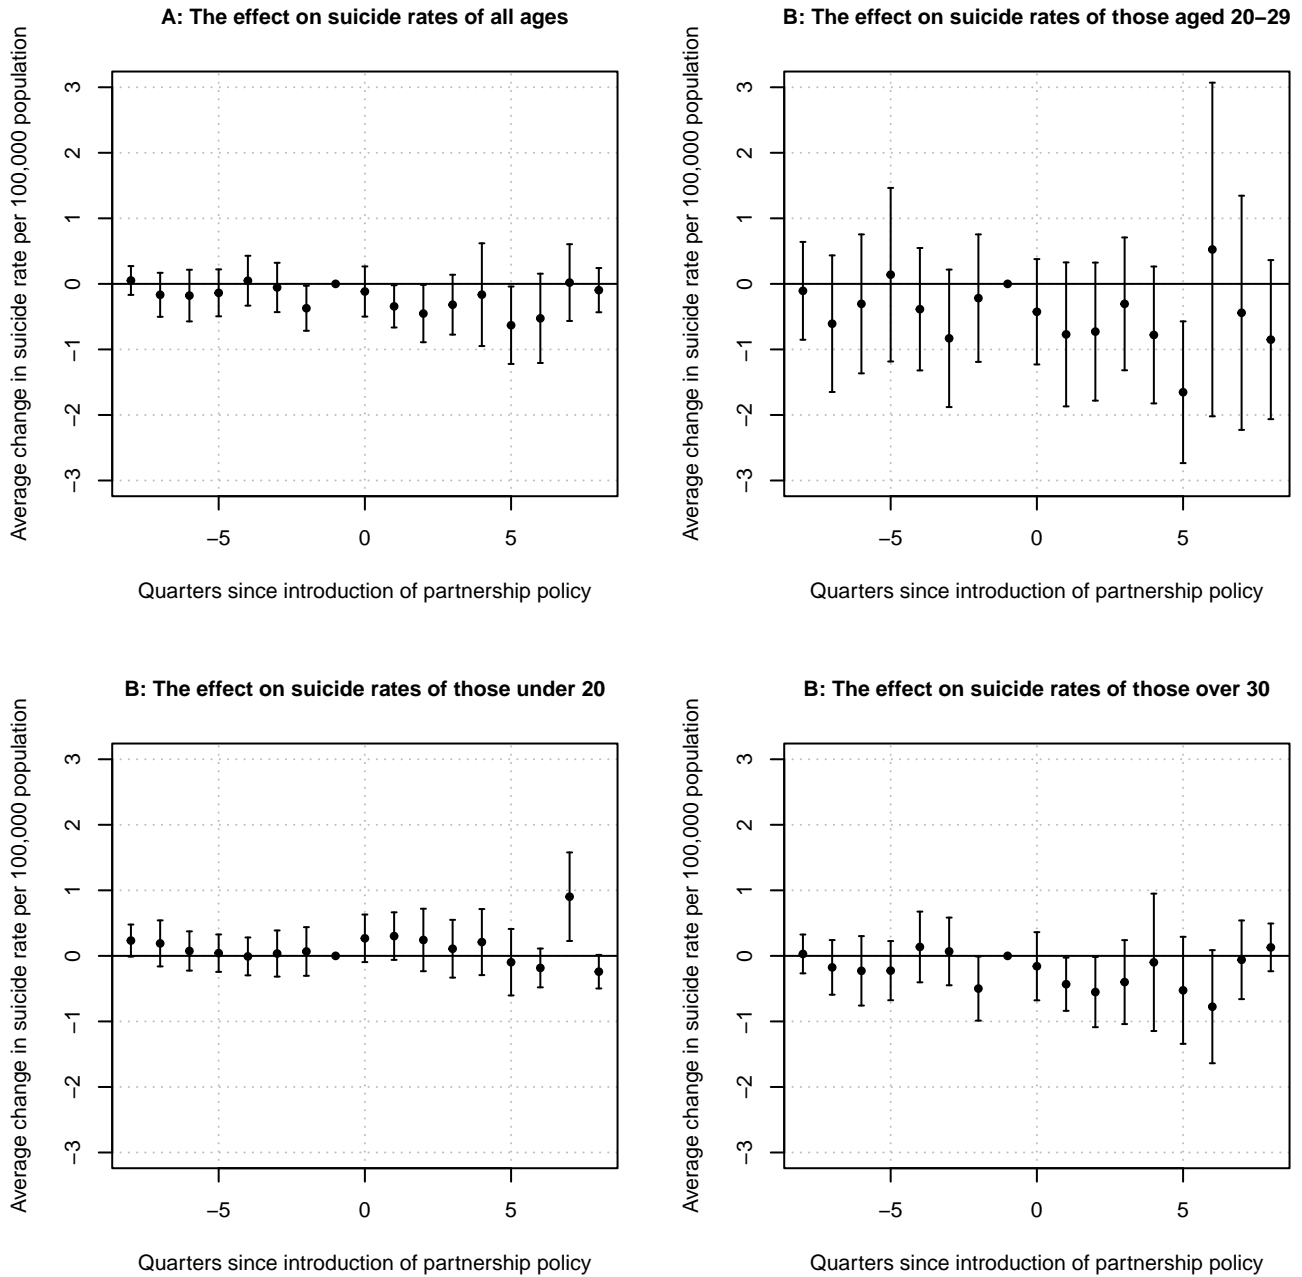 A: The effect on suicide rates of all ages
Average change in suicide rate per 100,000 population
3
2
1
0
−1
−2
−3
−5 0 5
Quarters since introduction of partnership policy
B: The effect on suicide rates of those aged 20−29
Average change in suicide rate per 100,000 population
3
2
1
0
−1
−2
−3
−5 0 5
Quarters since introduction of partnership policy
B: The effect on suicide rates of those under 20
Average change in suicide rate per 100,000 population
3
2
1
0
−1
−2
−3
−5 0 5
Quarters since introduction of partnership policy
B: The effect on suicide rates of those over 30
Average change in suicide rate per 100,000 population
3
2
1
0
−1
−2
−3
−5 0 5
Quarters since introduction of partnership policy